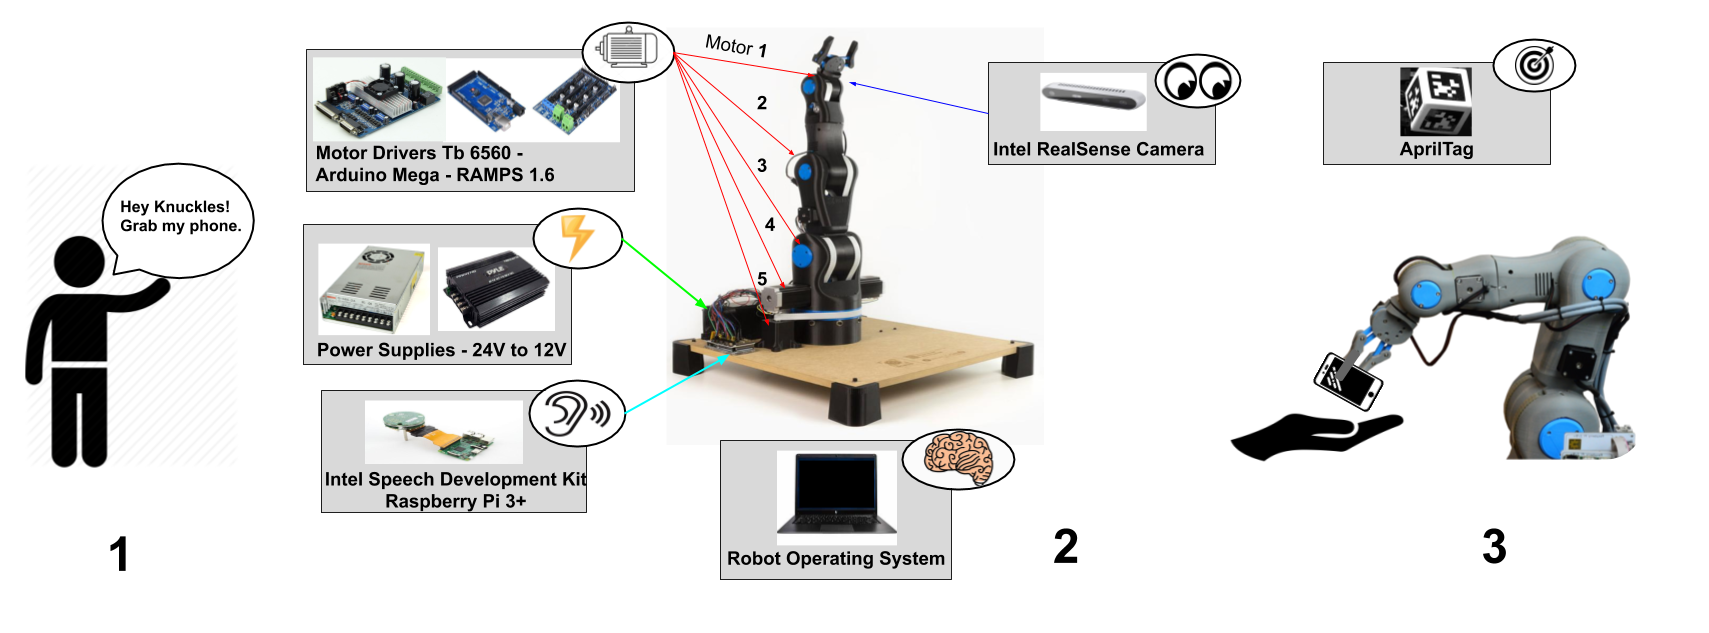 Hey Knuckles!
Grab my phone.
1
Motor Drivers Tb 6560 -
Arduino Mega - RAMPS 1.6
Power Supplies - 24V to 12V
PYLE
Intel Speech Development Kit
Raspberry Pi 3+
Motor 1
2
3
4
5
Robot Operating System
Intel RealSense Camera
2
AprilTag
3